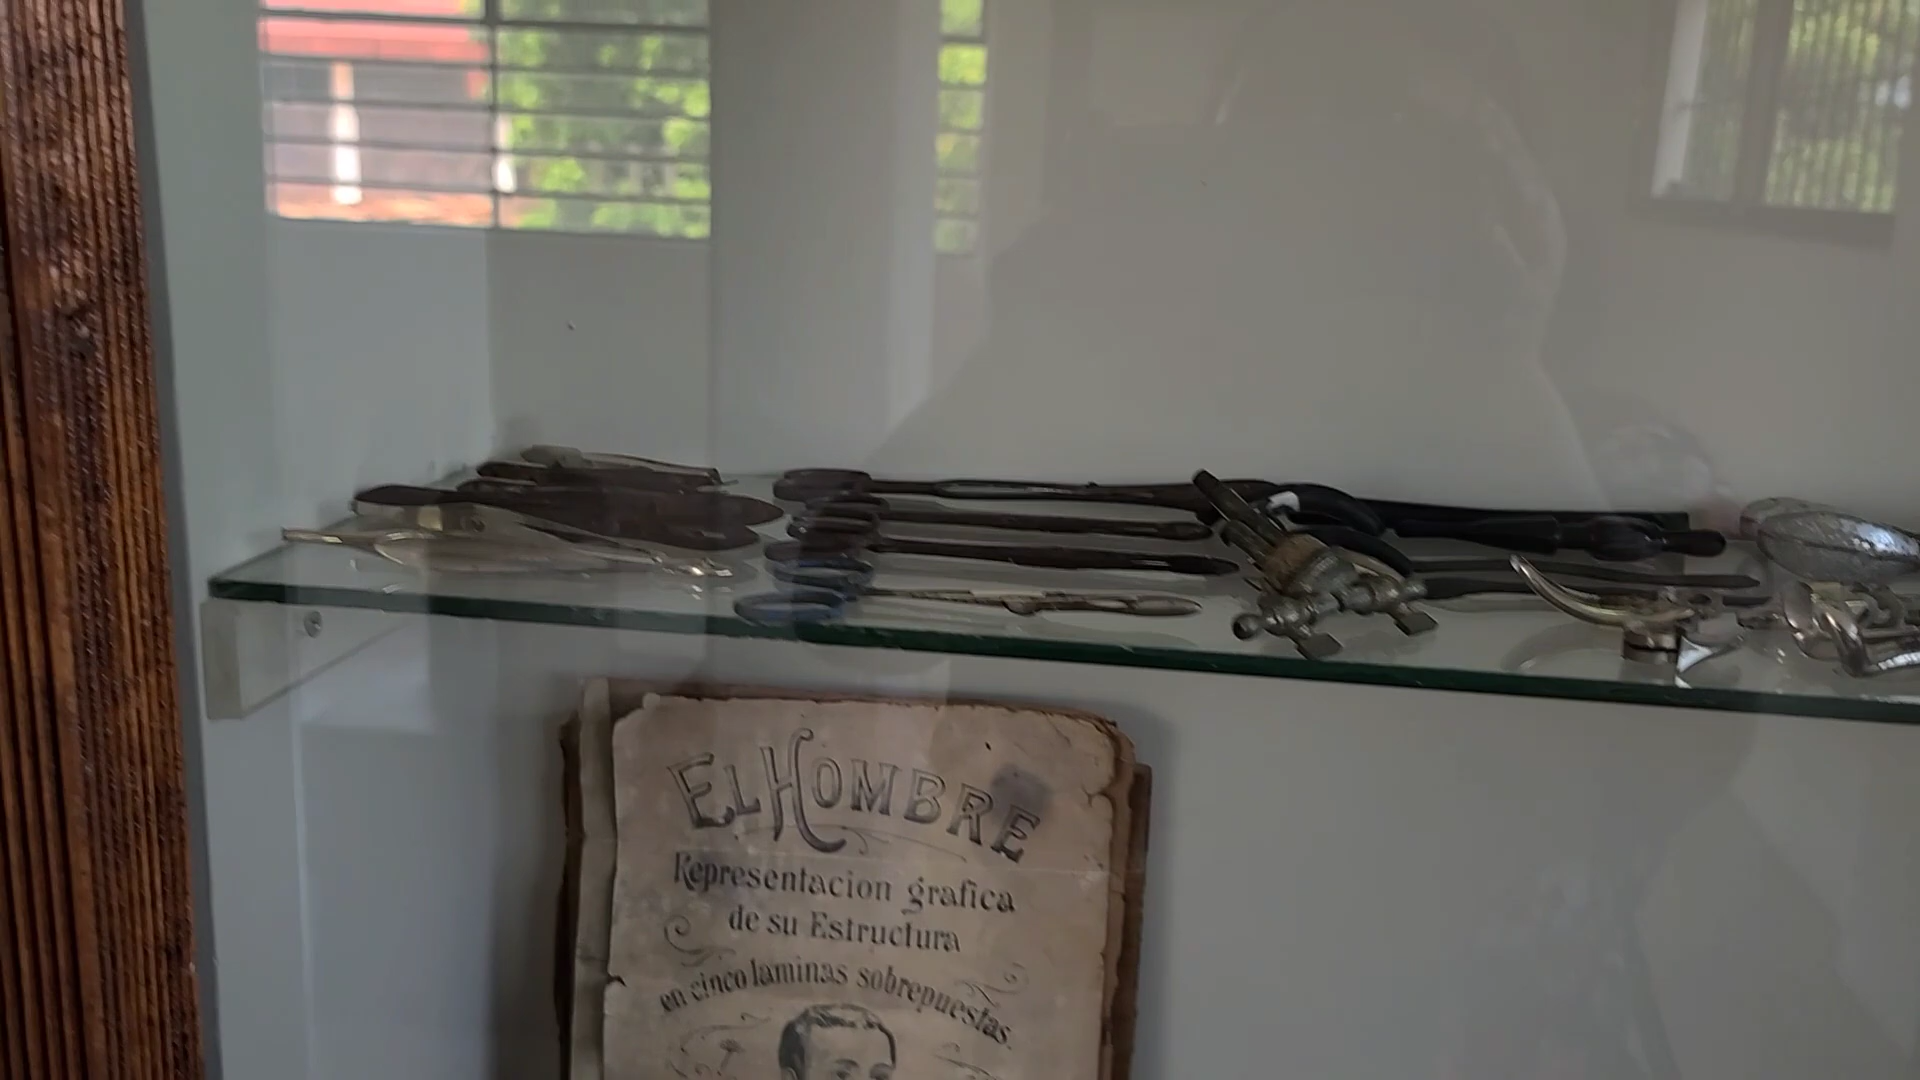 EL HOMBRE
Representacion grafica
de su Estructura
en cinco laminas sobrepuestas.